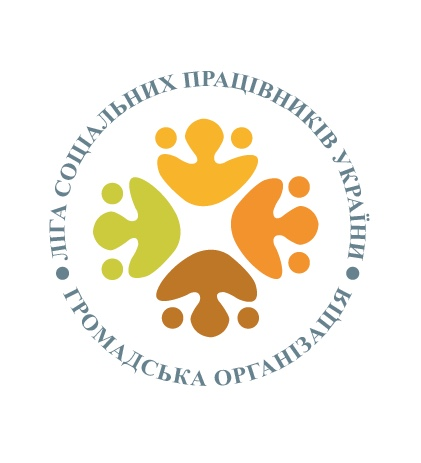 ЛІГА СОЦІАЛЬНИХ ПРАЦІВНИКІВ УКРАЇНИ
ГРОМАДСЬКА ОРГАНІЗАЦІЯ